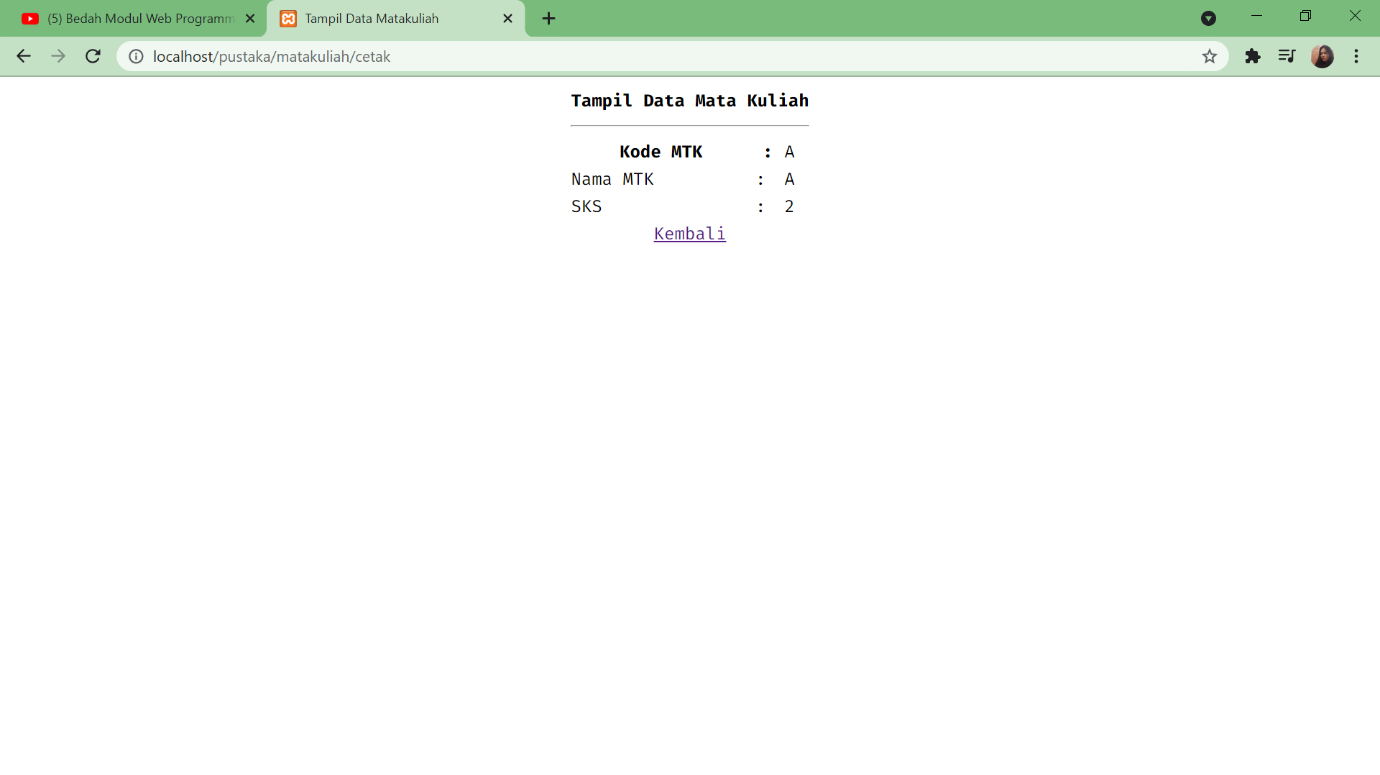 (5) Bedah Modul Web Programm
Tampil Data Matakuliah
localhost/pustaka/matakuliah/cetak
Tampil Data Mata Kuliah
Kode MTK : A
Nama MTK : A
SKS : 2
Kembali